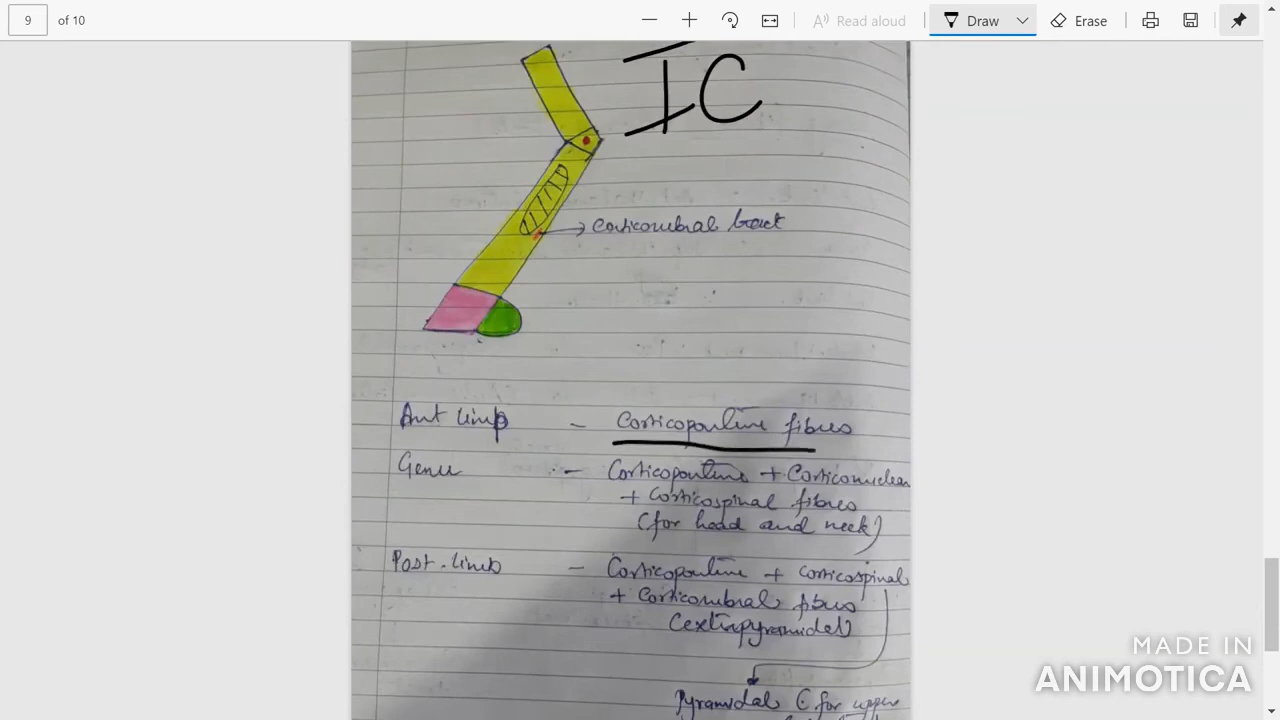 9 of 10
Read aloud
Draw
Erase
IC
Corticorubral tract
Ant limb - Corticopontine fibres
Genu - Corticopontine + Corticonuclear
+ Corticospinal fibres
(for head and neck)
Post. limb - Corticopontine + corticospinal
+ Corticorubral fibres
(extrapyramidal)
Pyramidal (for upper
MADE IN
ANIMOTICA